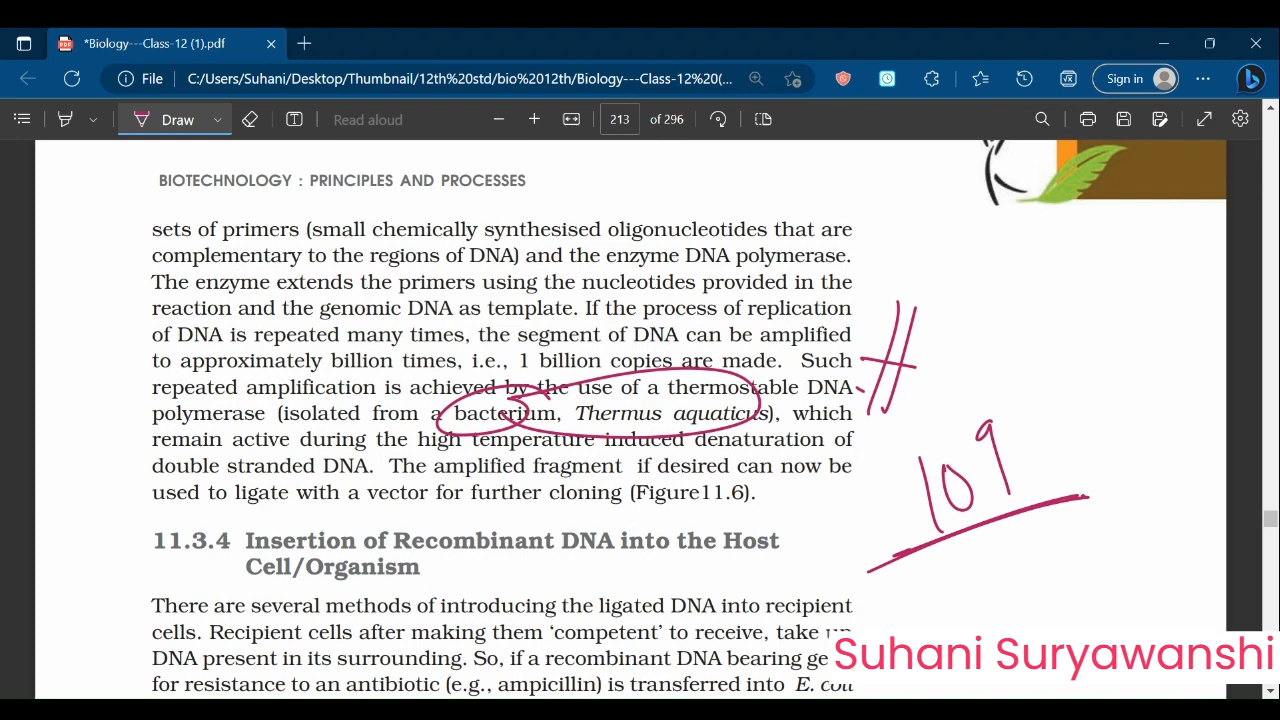 *Biology---Class-12 (1).pdf
File
C:/Users/Suhani/Desktop/Thumbnail/12th%20std/bio%2012th/Biology---Class-12%20(...
Sign in
Draw
Read aloud
213 of 296
BIOTECHNOLOGY : PRINCIPLES AND PROCESSES
sets of primers (small chemically synthesised oligonucleotides that are
complementary to the regions of DNA) and the enzyme DNA polymerase.
The enzyme extends the primers using the nucleotides provided in the
reaction and the genomic DNA as template. If the process of replication
of DNA is repeated many times, the segment of DNA can be amplified
to approximately billion times, i.e., 1 billion copies are made. Such
repeated amplification is achieved by the use of a thermostable DNA
polymerase (isolated from a bacterium, Thermus aquaticus), which
remain active during the high temperature induced denaturation of
double stranded DNA. The amplified fragment if desired can now be
used to ligate with a vector for further cloning (Figure11.6).
10⁹
11.3.4 Insertion of Recombinant DNA into the Host
Cell/Organism
There are several methods of introducing the ligated DNA into recipient
cells. Recipient cells after making them ‘competent’ to receive, take up
DNA present in its surrounding. So, if a recombinant DNA bearing ge
for resistance to an antibiotic (e.g., ampicillin) is transferred into E. coli
Suhani Suryawanshi